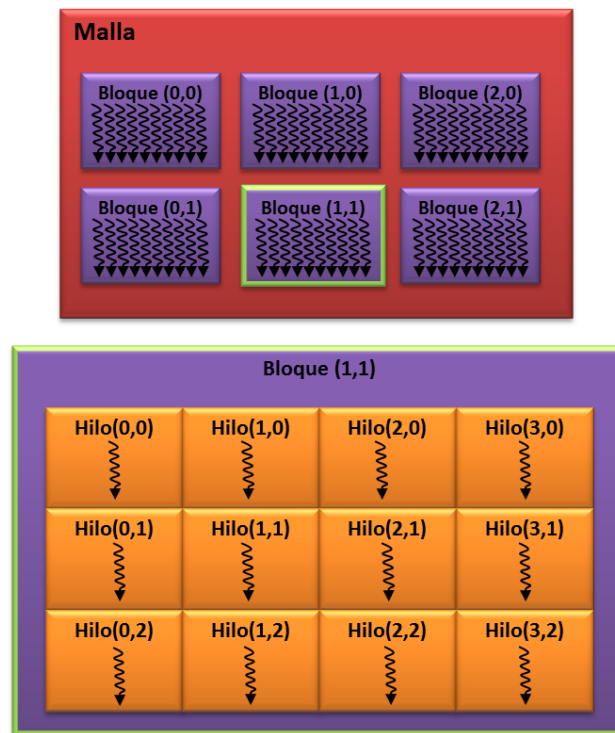 Malla
Bloque (0,0) Bloque (1,0) Bloque (2,0)
Bloque (0,1) Bloque (1,1) Bloque (2,1)
Bloque (1,1)
Hilo(0,0) Hilo(1,0) Hilo(2,0) Hilo(3,0)
Hilo(0,1) Hilo(1,1) Hilo(2,1) Hilo(3,1)
Hilo(0,2) Hilo(1,2) Hilo(2,2) Hilo(3,2)